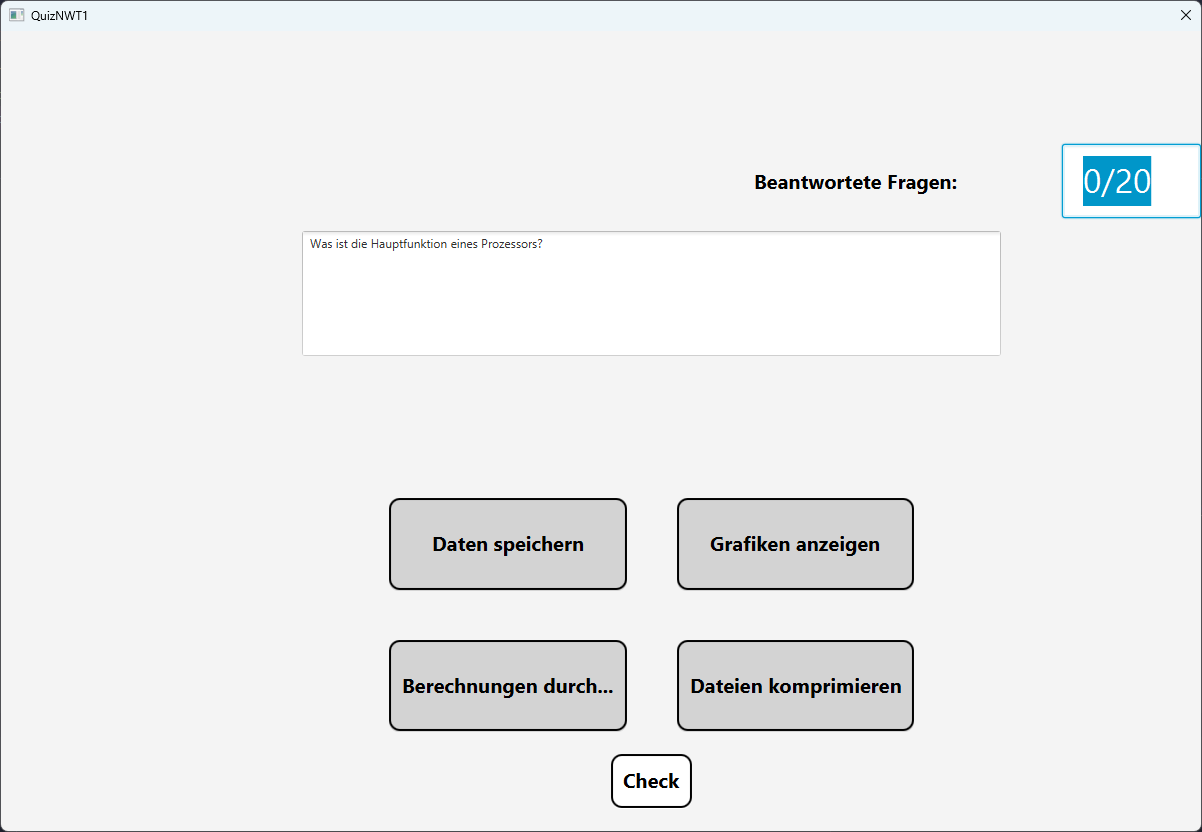 QuizNWT1
Beantwortete Fragen:
0/20
Was ist die Hauptfunktion eines Prozessors?
Daten speichern
Grafiken anzeigen
Berechnungen durch...
Dateien komprimieren
Check